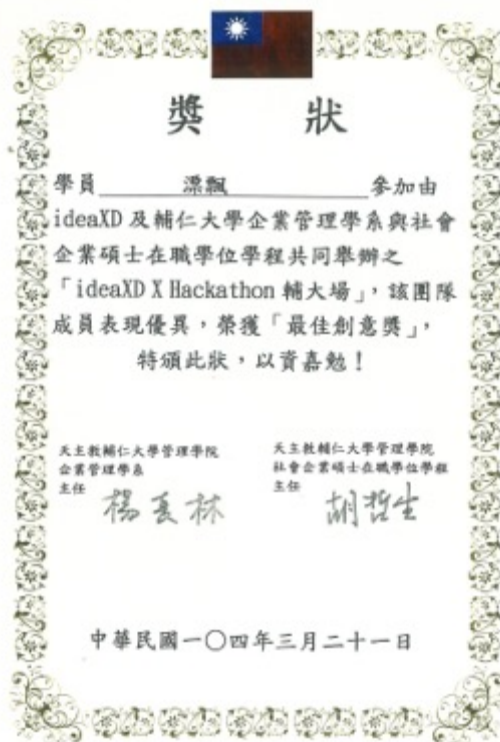 獎 狀
學員 漂飄 參加由
ideaXD 及輔仁大學企業管理學系與社會
企業碩士在職學位學程共同舉辦之
「ideaXD X Hackathon 輔大場」，該團隊
成員表現優異，榮獲「最佳創意獎」，
特頒此狀，以資嘉勉！
天主教輔仁大學管理學院
企業管理學系
主任
楊長林
天主教輔仁大學管理學院
社會企業碩士在職學位學程
主任
胡哲生
中華民國一〇四年三月二十一日